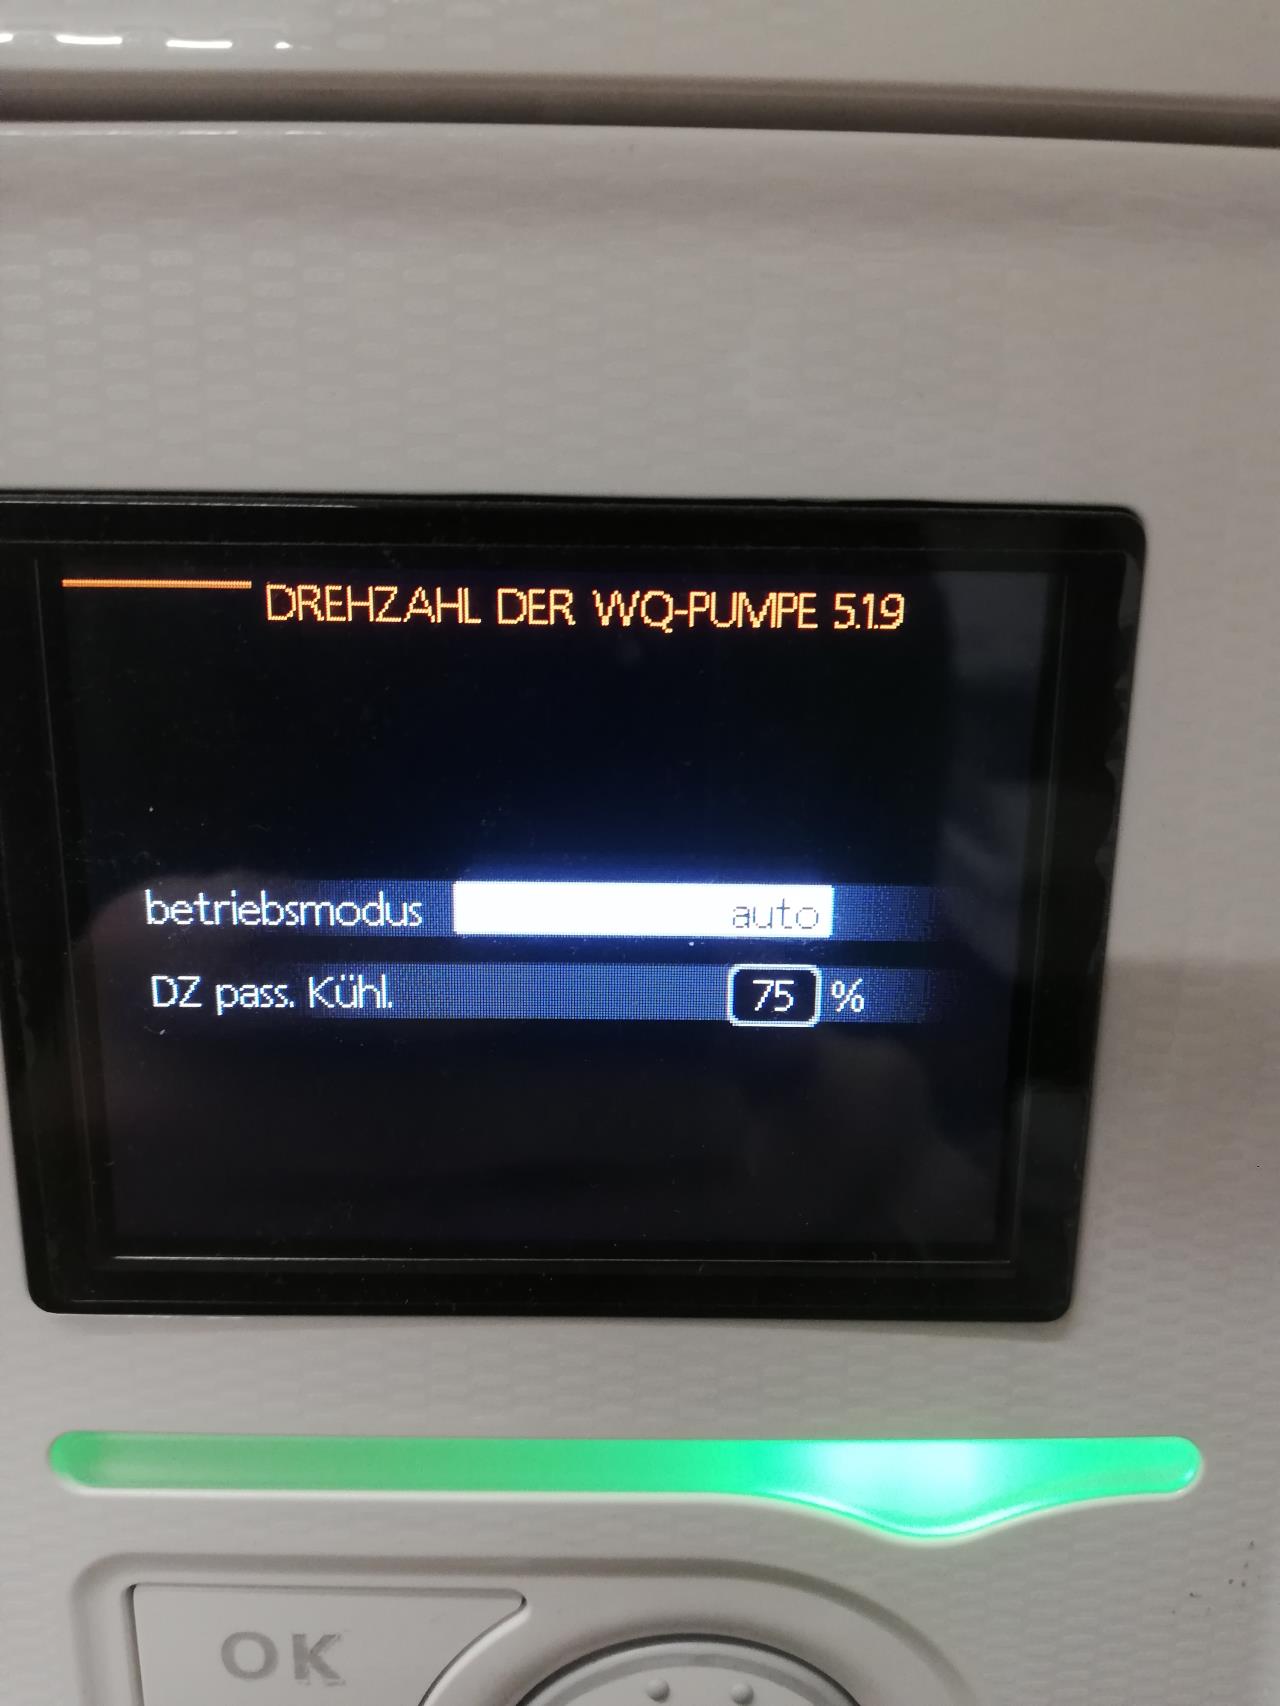 DREHZAHL DER WQ-PUMPE 5.1.9
betriebsmodus auto
DZ pass. Kühl. 75 %
OK